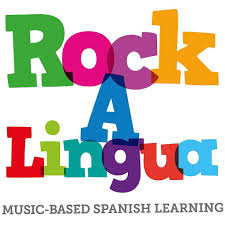 Rock
A
Lingua
MUSIC-BASED SPANISH LEARNING